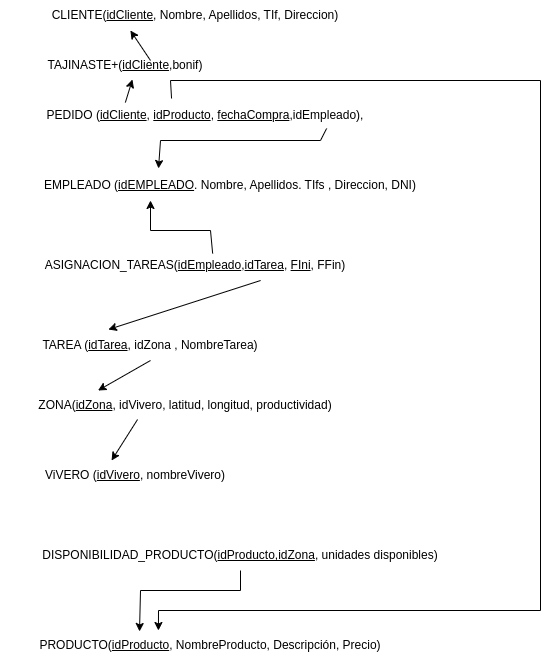 CLIENTE(idCliente, Nombre, Apellidos, TIf, Direccion)
TAJINASTE+(idCliente,bonif)
PEDIDO (idCliente, idProducto, fechaCompra,idEmpleado),
EMPLEADO (idEMPLEADO. Nombre, Apellidos. TIfs , Direccion, DNI)
ASIGNACION_TAREAS(idEmpleado,idTarea, FIni, FFin)
TAREA (idTarea, idZona , NombreTarea)
ZONA(idZona, idVivero, latitud, longitud, productividad)
ViVERO (idVivero, nombreVivero)
DISPONIBILIDAD_PRODUCTO(idProducto,idZona, unidades disponibles)
PRODUCTO(idProducto, NombreProducto, Descripción, Precio)